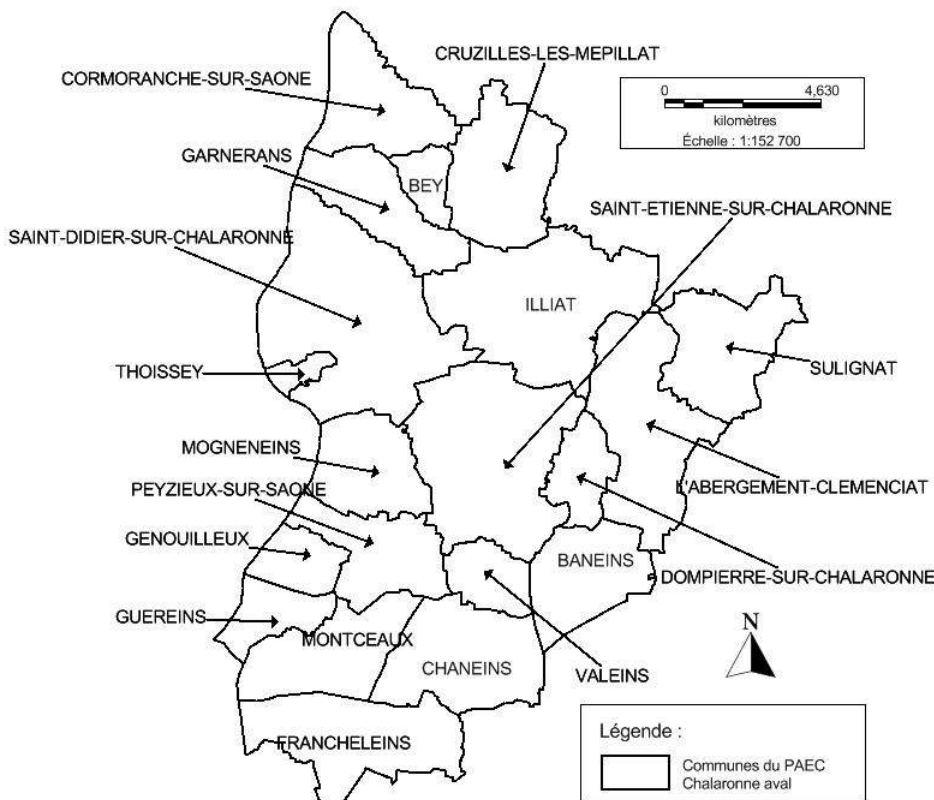 CRUZILLES-LES-MEPILLAT
CORMORANCHE-SUR-SAONE
0 4,630
kilomètres
Échelle : 1:152 700
GARNERANS
BEY
SAINT-ETIENNE-SUR-CHALARONNE
SAINT-DIDIER-SUR-CHALARONNE
ILLIAT
THOISSEY
SULIGNAT
MOGNENEINS
PEYZIEUX-SUR-SAONE
L'ABERGEMENT-CLEMENCIAT
GENOUILLEUX
BANEINS
DOMPIERRE-SUR-CHALARONNE
GUEREINS
N
MONTCEAUX
CHANEINS
VALEINS
Légende :
FRANCHELEINS
Communes du PAEC
Chalaronne aval